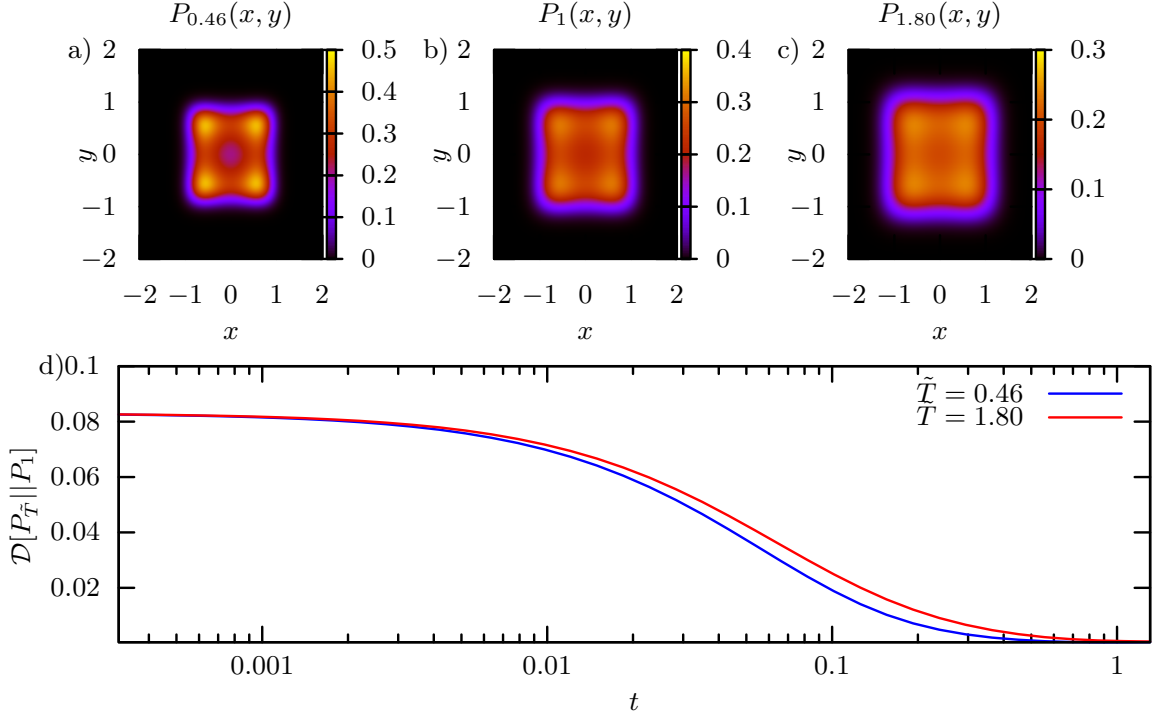 P_{0.46}(x, y)
P_1(x, y)
P_{1.80}(x, y)
a)
b)
c)
2
1
0
−1
−2
y
−2 −1 0 1 2
x
0.5
0.4
0.3
0.2
0.1
0
2
1
0
−1
−2
y
−2 −1 0 1 2
x
0.4
0.3
0.2
0.1
0
2
1
0
−1
−2
y
−2 −1 0 1 2
x
0.3
0.2
0.1
0
d)
0.1
0.08
0.06
0.04
0.02
𝒟[P_{T̃}||P_1]
T̃ = 0.46
T̃ = 1.80
0.001 0.01 0.1 1
t